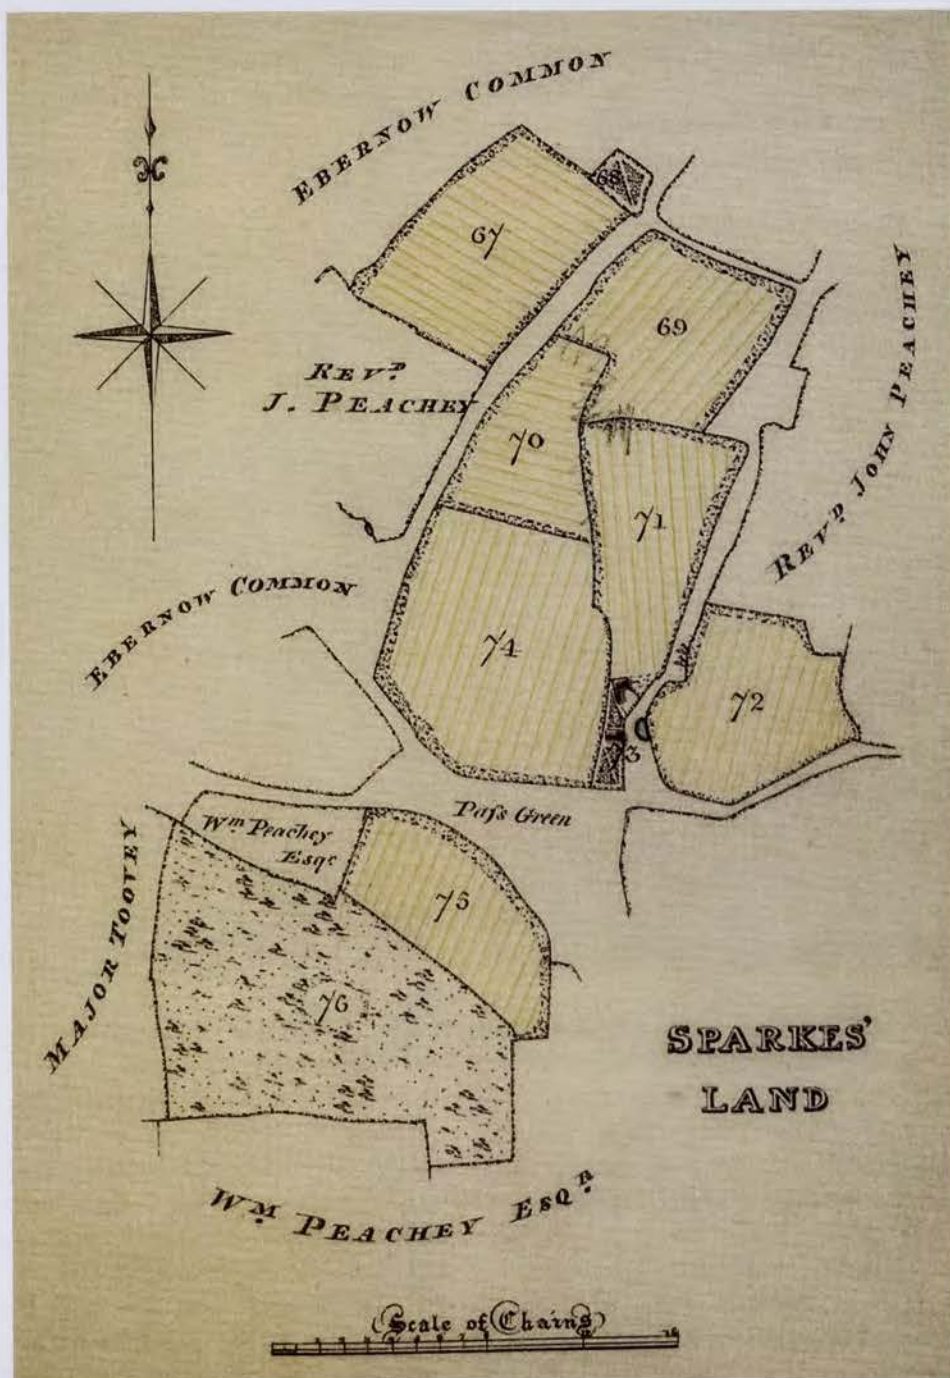 EBERNOW COMMON
68
67
69
REVD.
J. PEACHEY
REVD. JOHN PEACHEY
70
71
EBERNOW COMMON
74
72
73
Pass Green
Wm Peachey
Esqr
MAJOR TOOVEY
75
76
SPARKES'
LAND
WM. PEACHEY ESQR.
Scale of Chains